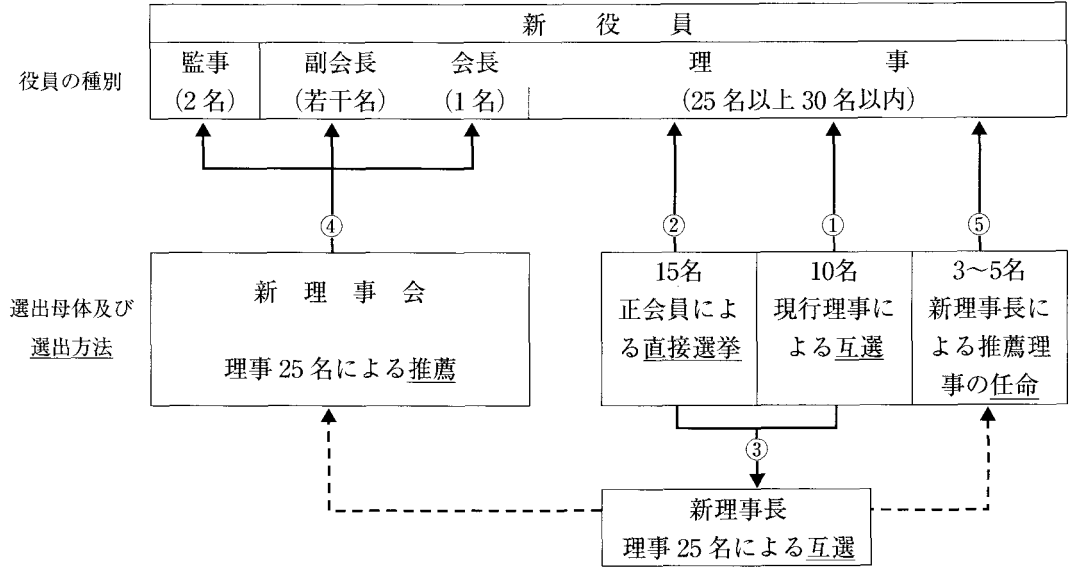 新役員
役員の種別
監事
(2名)
副会長
(若干名)
会長
(1名)
理事
(25名以上30名以内)
④
②
①
⑤
選出母体及び
選出方法
新理事会
理事25名による推薦
15名
正会員によ
る直接選挙
10名
現行理事に
よる互選
3〜5名
新理事長に
よる推薦理
事の任命
③
新理事長
理事25名による互選